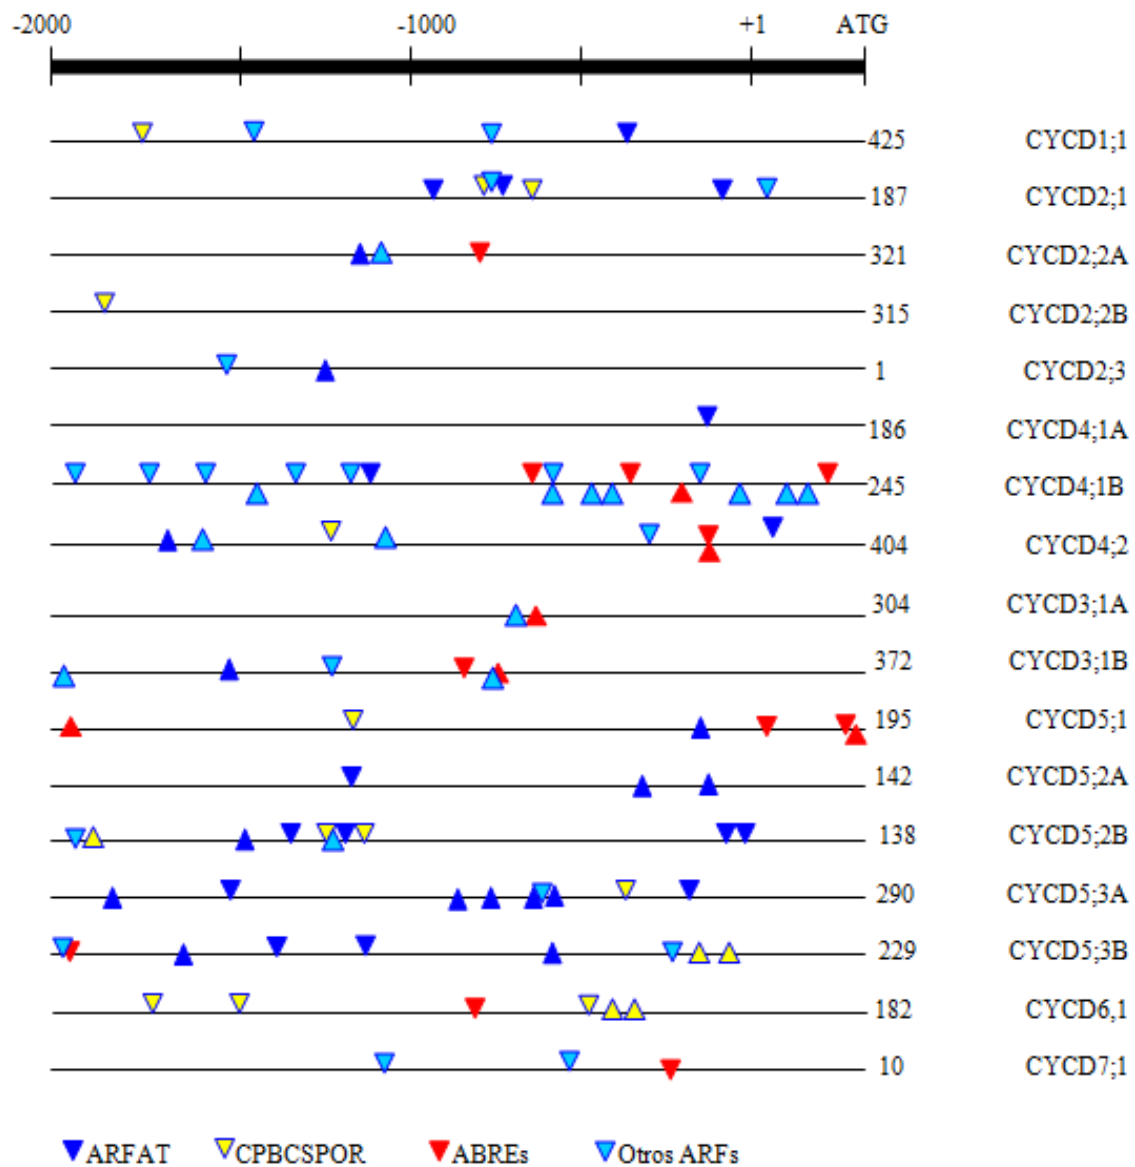 -2000 -1000 +1 ATG
425 CYCD1;1
187 CYCD2;1
321 CYCD2;2A
315 CYCD2;2B
1 CYCD2;3
186 CYCD4;1A
245 CYCD4;1B
404 CYCD4;2
304 CYCD3;1A
372 CYCD3;1B
195 CYCD5;1
142 CYCD5;2A
138 CYCD5;2B
290 CYCD5;3A
229 CYCD5;3B
182 CYCD6,1
10 CYCD7;1
ARFAT CPBCSPOR ABREs Otros ARFs